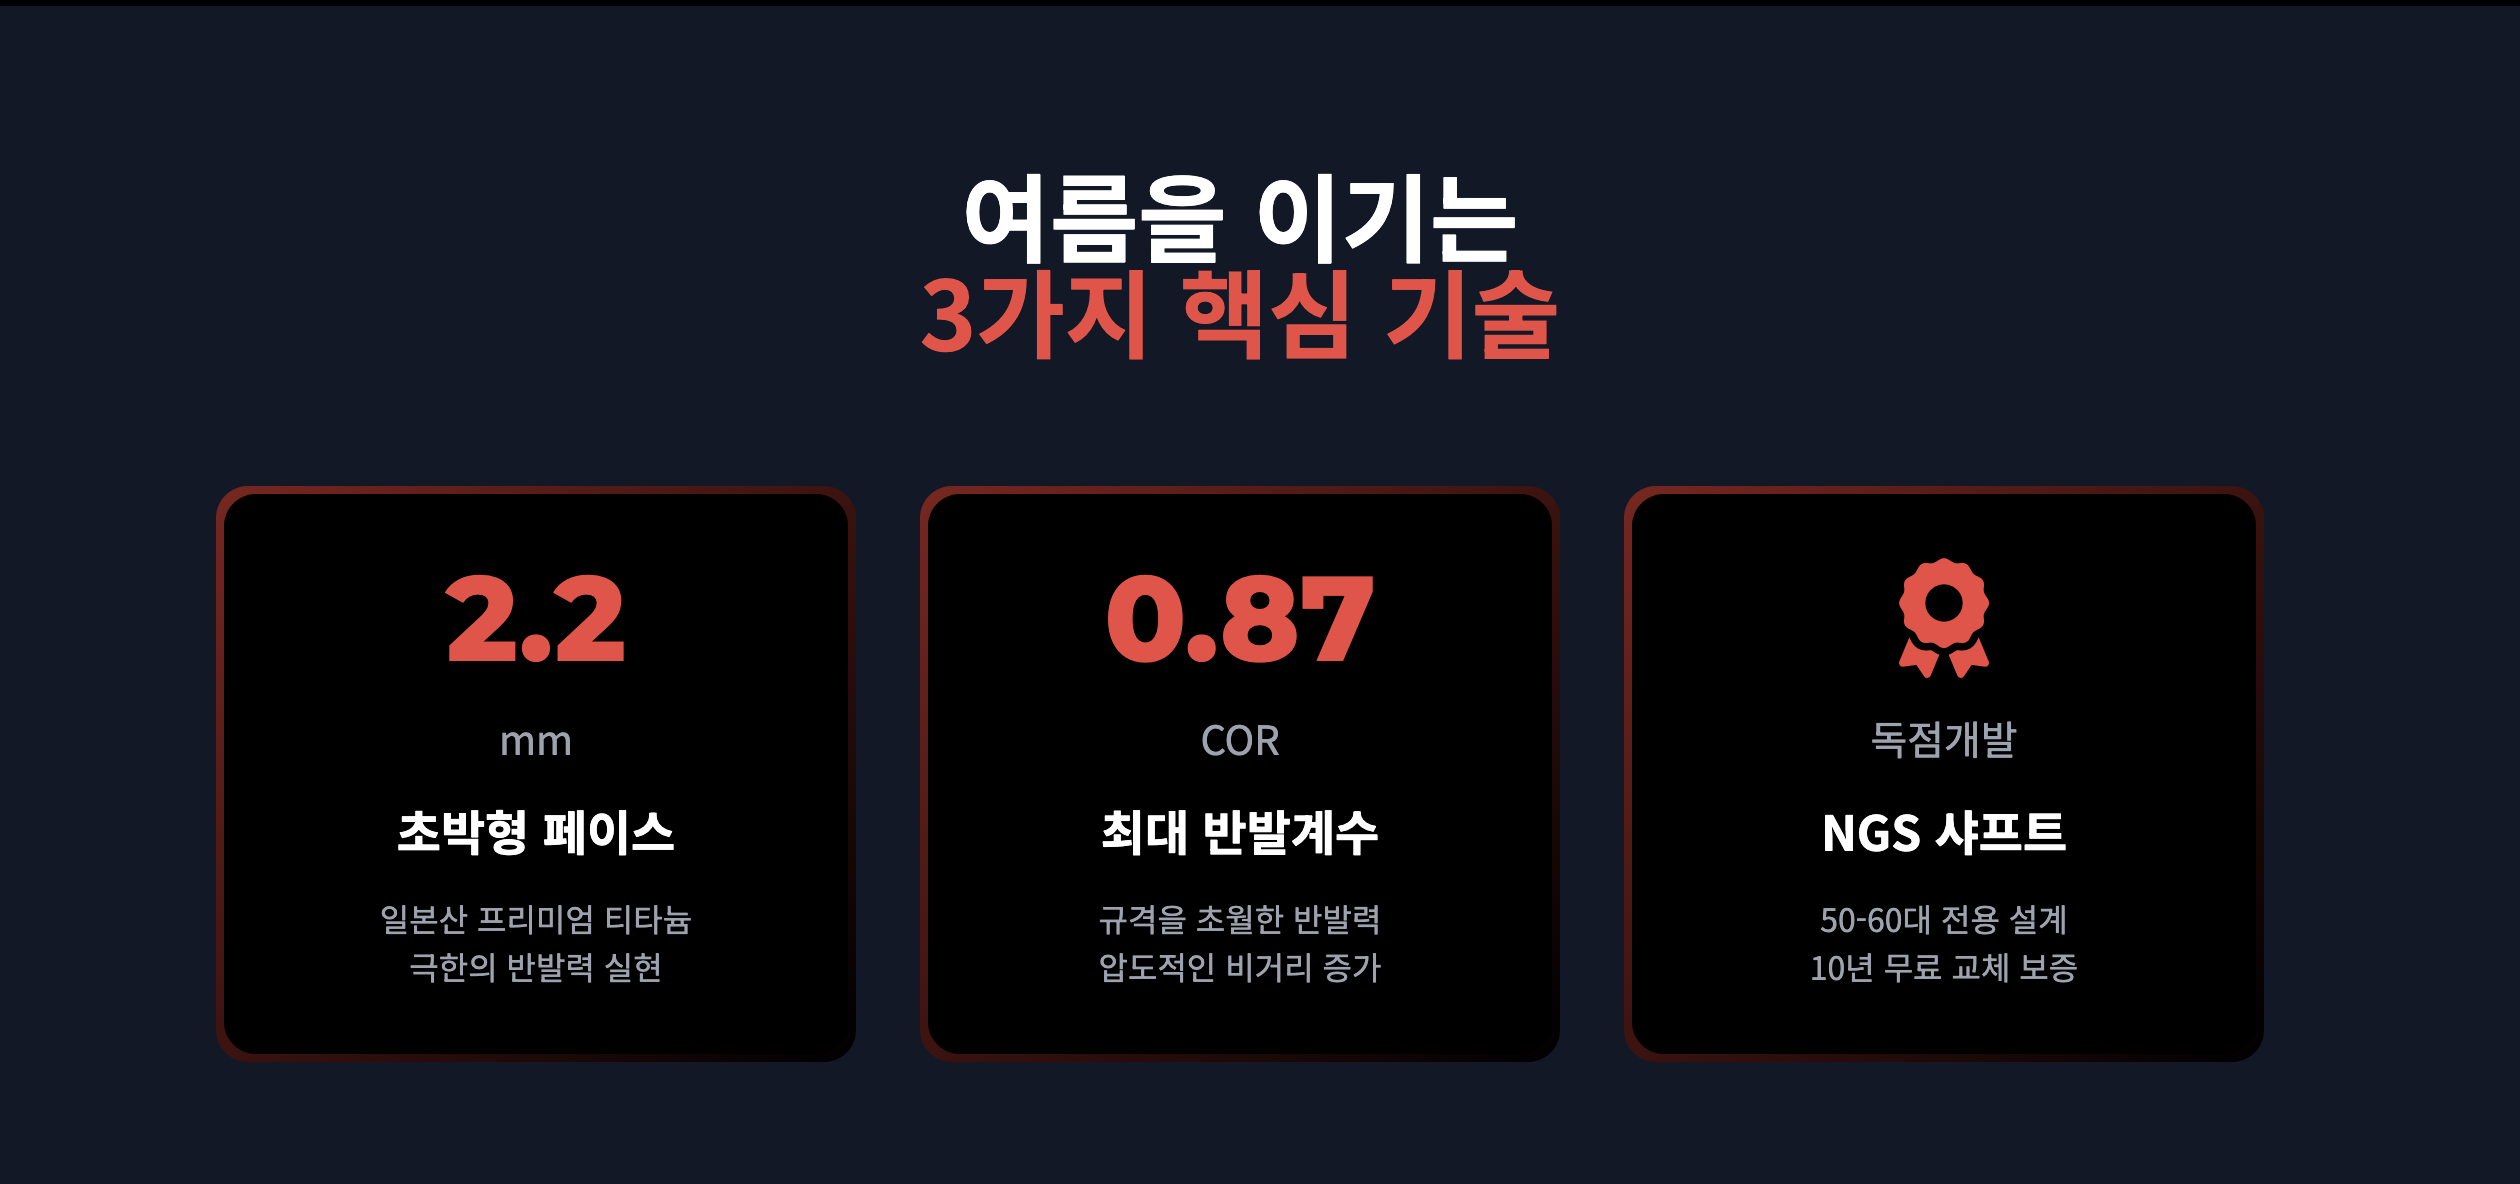 여름을 이기는
3가지 핵심 기술
2.2
mm
초박형 페이스
일본산 프리미엄 티타늄
극한의 반발력 실현
0.87
COR
최대 반발계수
규격을 초월한 반발력
압도적인 비거리 증가
독점개발
NGS 샤프트
50-60대 전용 설계
10년 무료 교체 보증